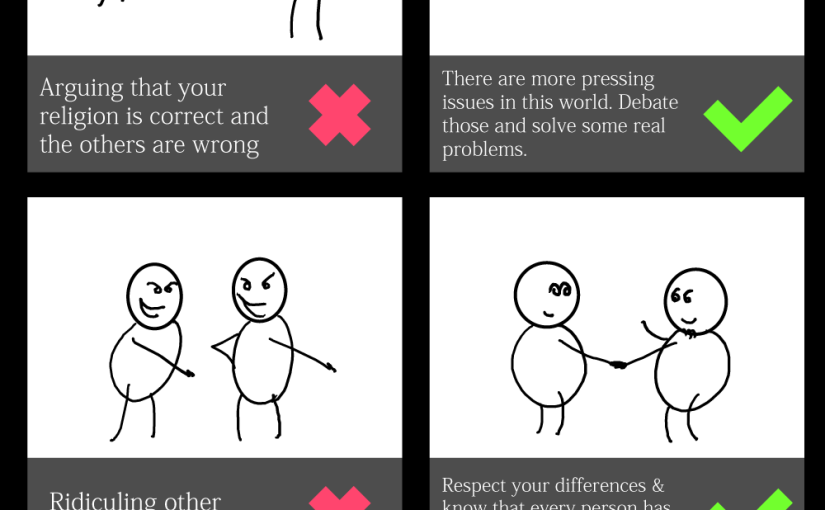 Arguing that your
religion is correct and
the others are wrong
There are more pressing
issues in this world. Debate
those and solve some real
problems.
Ridiculing other
Respect your differences &
know that every person has